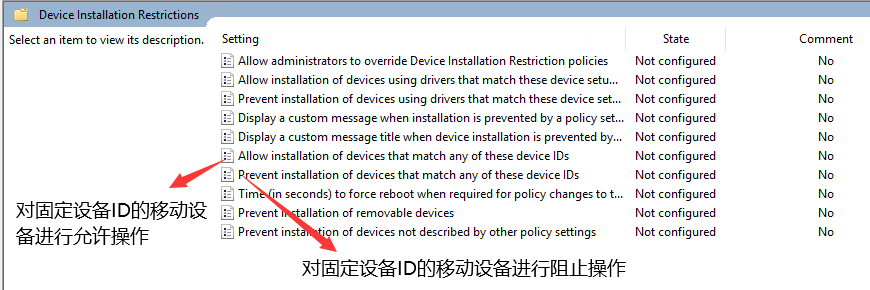 Device Installation Restrictions
Select an item to view its description.
Setting State Comment
Allow administrators to override Device Installation Restriction policies Not configured No
Allow installation of devices using drivers that match these device setu... Not configured No
Prevent installation of devices using drivers that match these device set... Not configured No
Display a custom message when installation is prevented by a policy set... Not configured No
Display a custom message title when device installation is prevented by... Not configured No
Allow installation of devices that match any of these device IDs Not configured No
Prevent installation of devices that match any of these device IDs Not configured No
Time (in seconds) to force reboot when required for policy changes to t... Not configured No
Prevent installation of removable devices Not configured No
Prevent installation of devices not described by other policy settings Not configured No
对固定设备ID的移动设
备进行允许操作
对固定设备ID的移动设备进行阻止操作